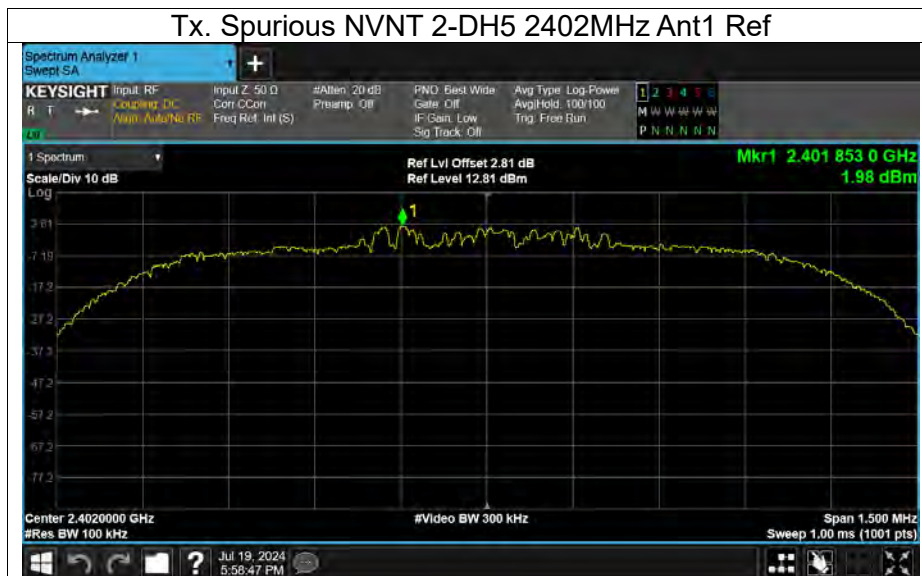 Tx. Spurious NVNT 2-DH5 2402MHz Ant1 Ref
Spectrum Analyzer 1
Swept SA
+
KEYSIGHT Input: RF Input Z: 50 Ω #Atten: 20 dB PNO: Best Wide Avg Type: Log-Power 1 2 3 4 5 6
R T Coupling: DC Corr CCorr Preamp: Off Gate: Off Avg|Hold: 100/100 M W W W W W
Align: Auto/No RF Freq Ref: Int (S) IF Gain: Low Trig: Free Run
Sig Track: Off P N N N N N
1 Spectrum Ref Lvl Offset 2.81 dB Mkr1 2.401 853 0 GHz
Scale/Div 10 dB Ref Level 12.81 dBm 1.98 dBm
Log
1
2.81
-7.19
-17.2
-27.2
-37.2
-47.2
-57.2
-67.2
-77.2
Center 2.4020000 GHz #Video BW 300 kHz Span 1.500 MHz
#Res BW 100 kHz Sweep 1.00 ms (1001 pts)
? Jul 19, 2024
5:58:47 PM